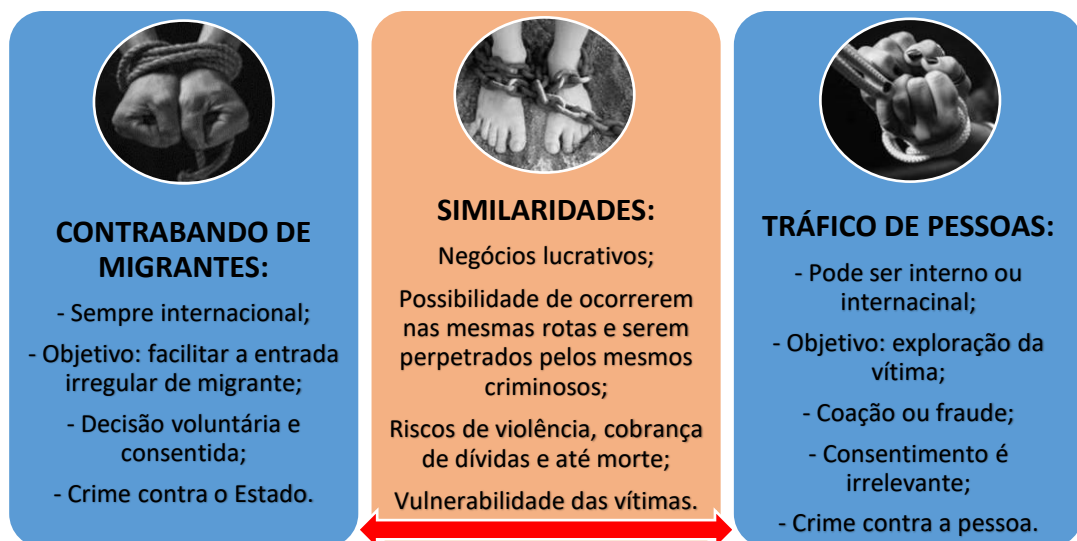 CONTRABANDO DE
MIGRANTES:
- Sempre internacional;
- Objetivo: facilitar a entrada
irregular de migrante;
- Decisão voluntária e
consentida;
- Crime contra o Estado.
SIMILARIDADES:
Negócios lucrativos;
Possibilidade de ocorrerem
nas mesmas rotas e serem
perpetrados pelos mesmos
criminosos;
Riscos de violência, cobrança
de dívidas e até morte;
Vulnerabilidade das vítimas.
TRÁFICO DE PESSOAS:
- Pode ser interno ou
internacinal;
- Objetivo: exploração da
vítima;
- Coação ou fraude;
- Consentimento é
irrelevante;
- Crime contra a pessoa.